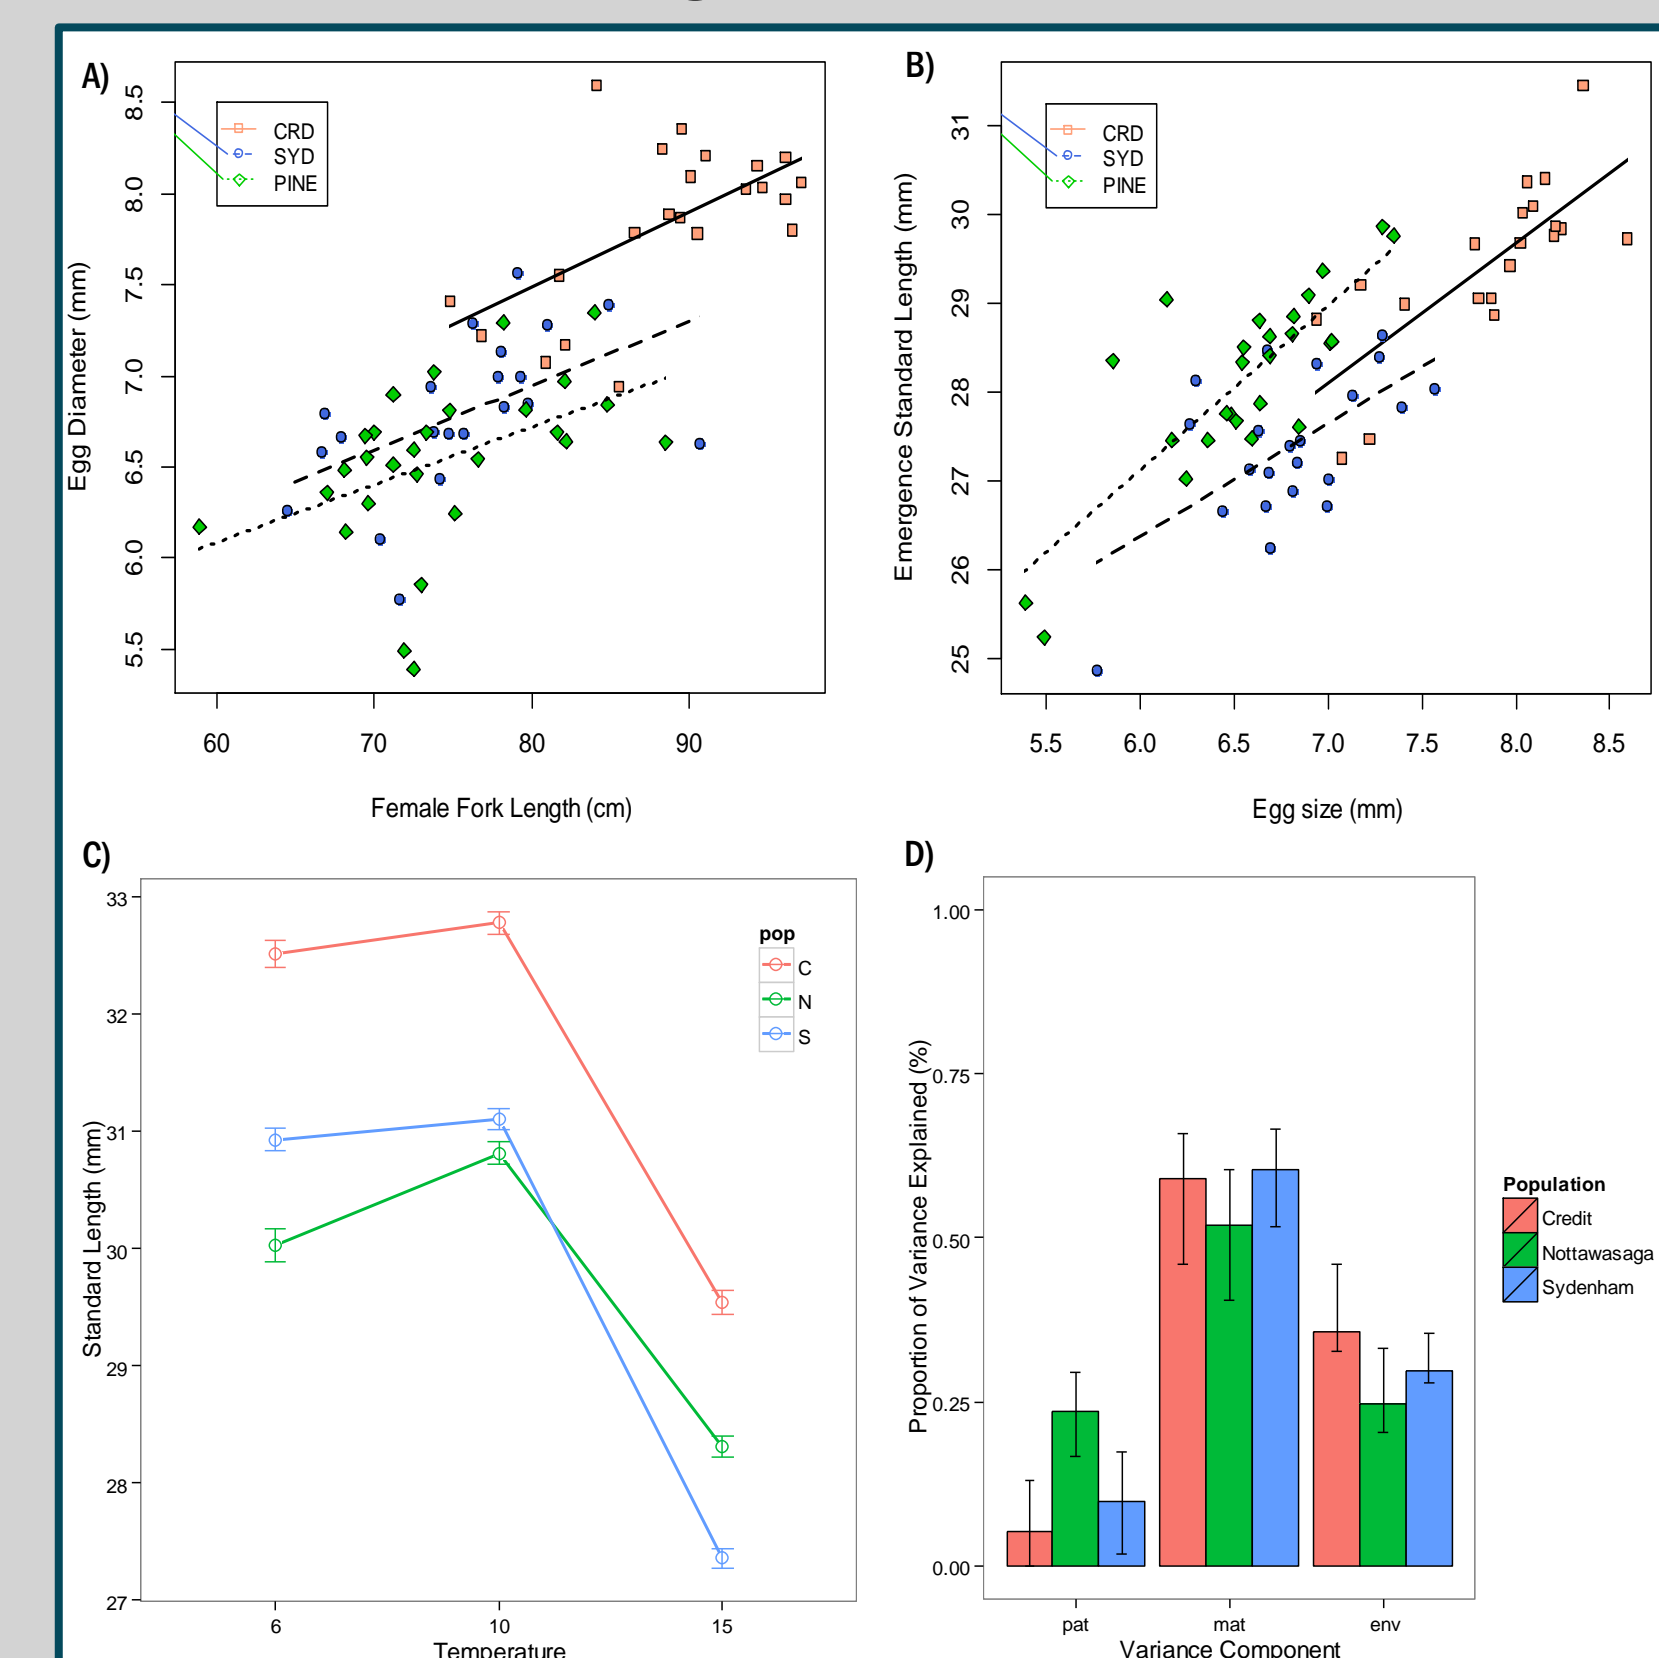 A)
8.5
8.0
7.5
7.0
6.5
6.0
5.5
Egg Diameter (mm)
CRD
SYD
PINE
60 70 80 90
Female Fork Length (cm)
B)
31
30
29
28
27
26
25
Emergence Standard Length (mm)
CRD
SYD
PINE
5.5 6.0 6.5 7.0 7.5 8.0 8.5
Egg size (mm)
C)
33
32
31
30
29
28
27
Standard Length (mm)
pop
C
N
S
6 10 15
Temperature
D)
1.00
0.75
0.50
0.25
0.00
Proportion of Variance Explained (%)
pat mat env
Variance Component
Population
Credit
Nottawasaga
Sydenham